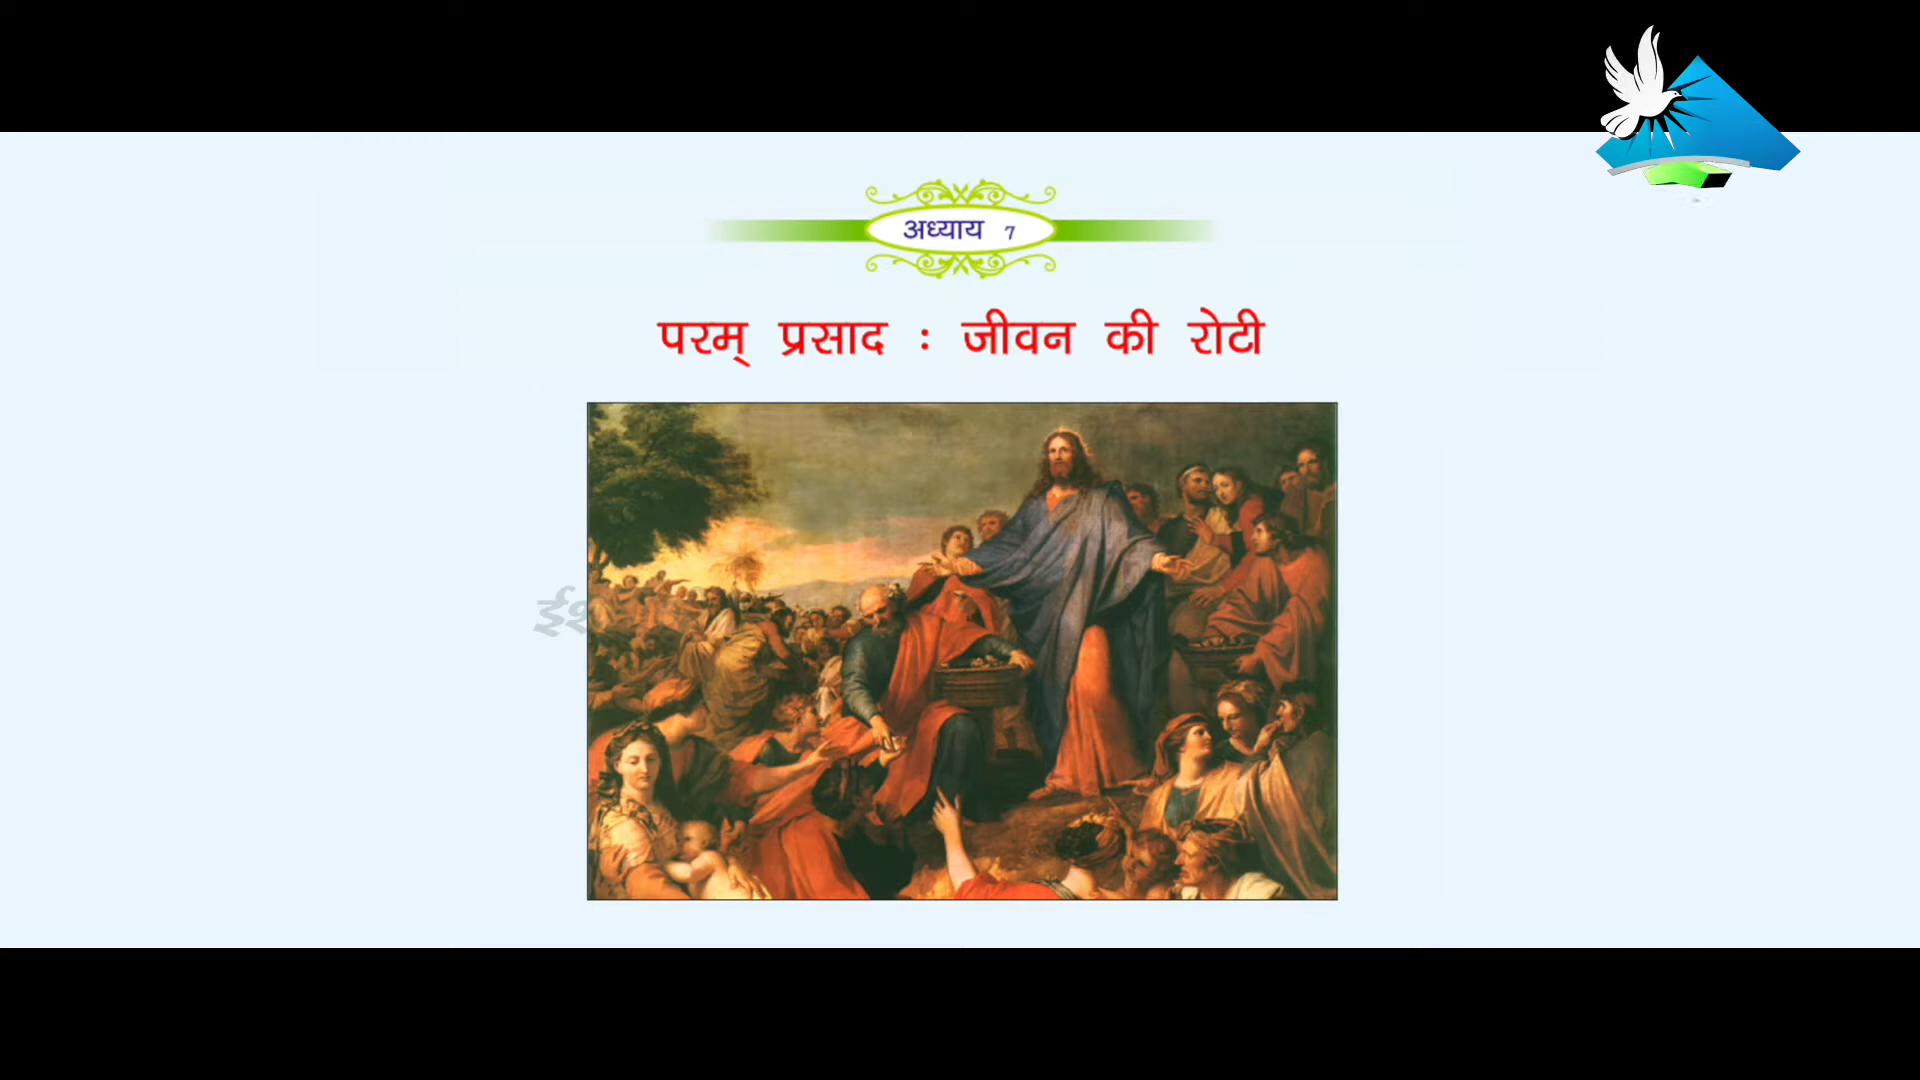 अध्याय 7
परम् प्रसाद : जीवन की रोटी